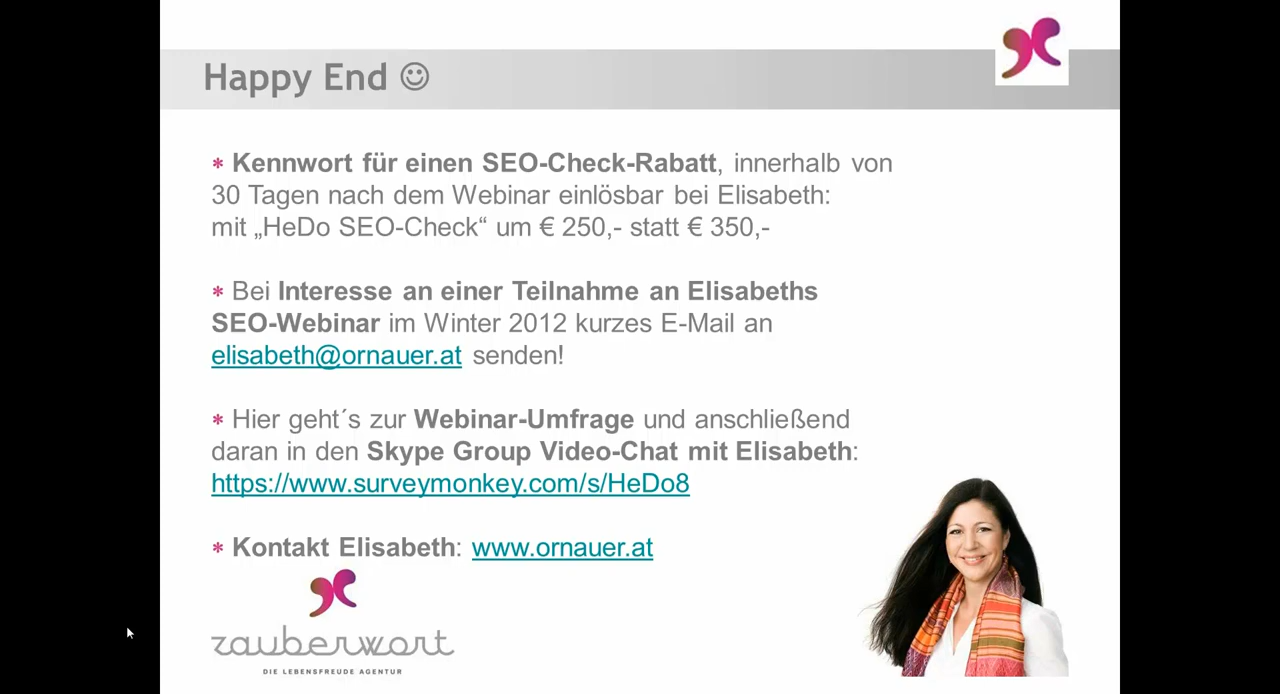 Happy End ☺
* Kennwort für einen SEO-Check-Rabatt, innerhalb von
30 Tagen nach dem Webinar einlösbar bei Elisabeth:
mit „HeDo SEO-Check“ um € 250,- statt € 350,-
* Bei Interesse an einer Teilnahme an Elisabeths
SEO-Webinar im Winter 2012 kurzes E-Mail an
elisabeth@ornauer.at senden!
* Hier geht´s zur Webinar-Umfrage und anschließend
daran in den Skype Group Video-Chat mit Elisabeth:
https://www.surveymonkey.com/s/HeDo8
* Kontakt Elisabeth: www.ornauer.at
zauberwort
DIE LEBENSFREUDE AGENTUR